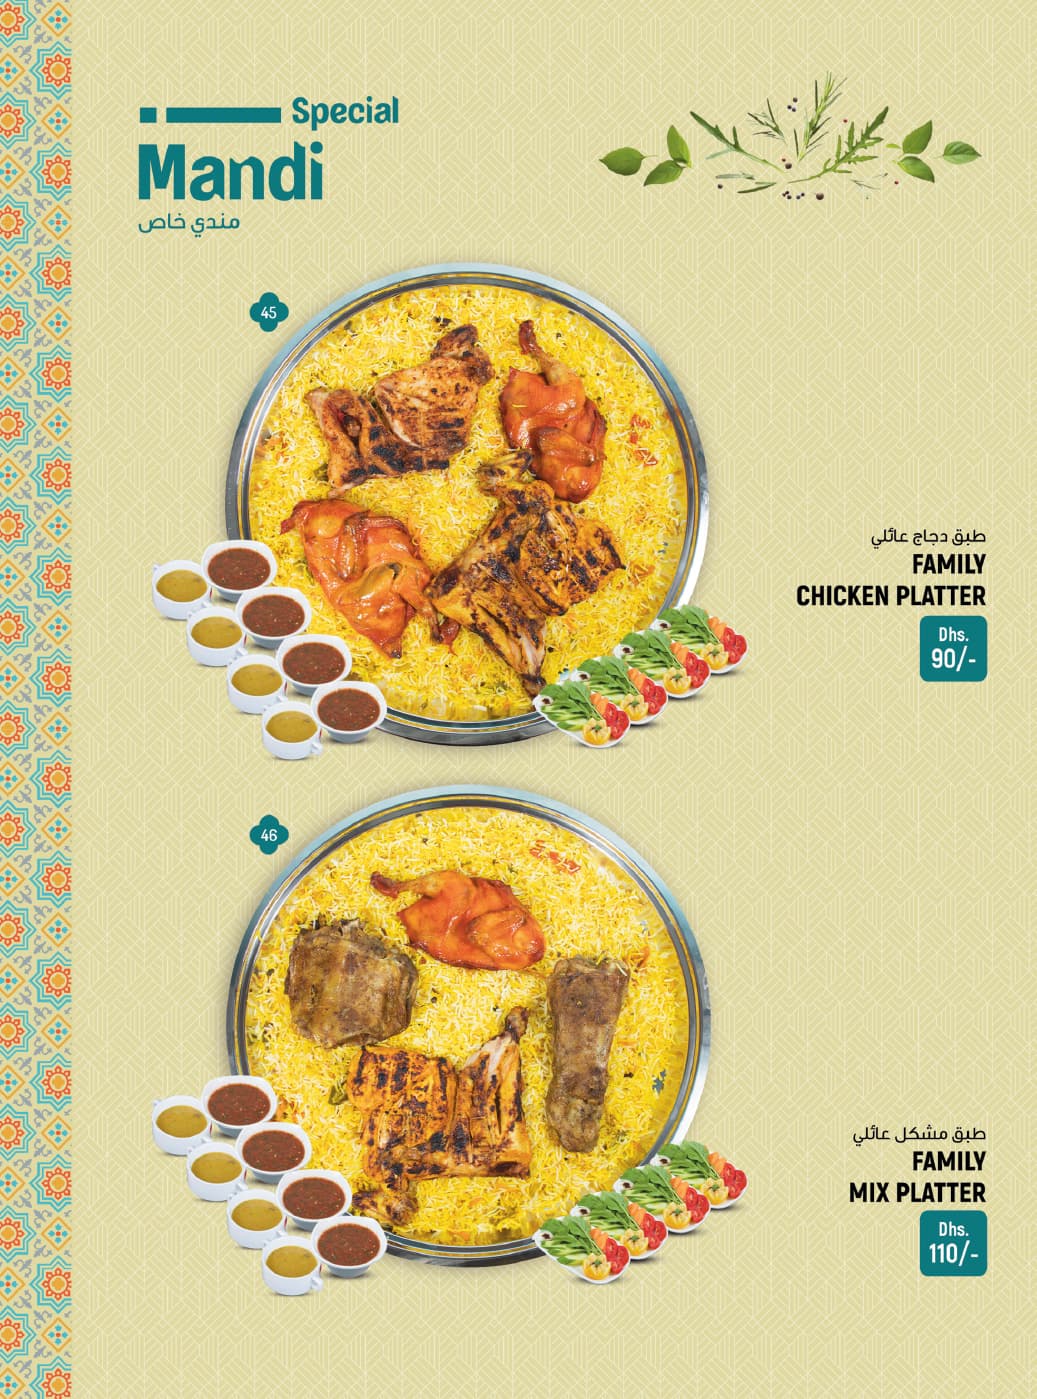 Special
Mandi
مندي خاص
45
طبق دجاج عائلي
FAMILY
CHICKEN PLATTER
Dhs.
90/-
46
طبق مشكل عائلي
FAMILY
MIX PLATTER
Dhs.
110/-